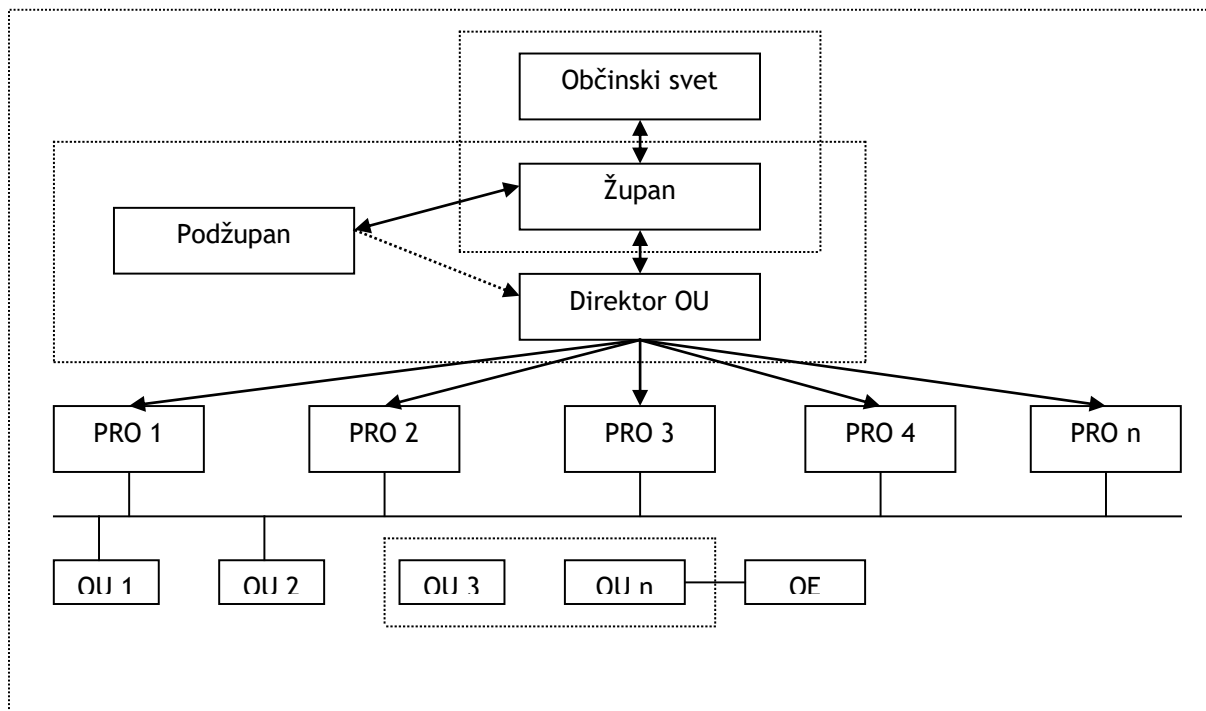 Občinski svet
Župan
Podžupan
Direktor OU
PRO 1
PRO 2
PRO 3
PRO 4
PRO n
OU 1
OU 2
OU 3
OU n
OE